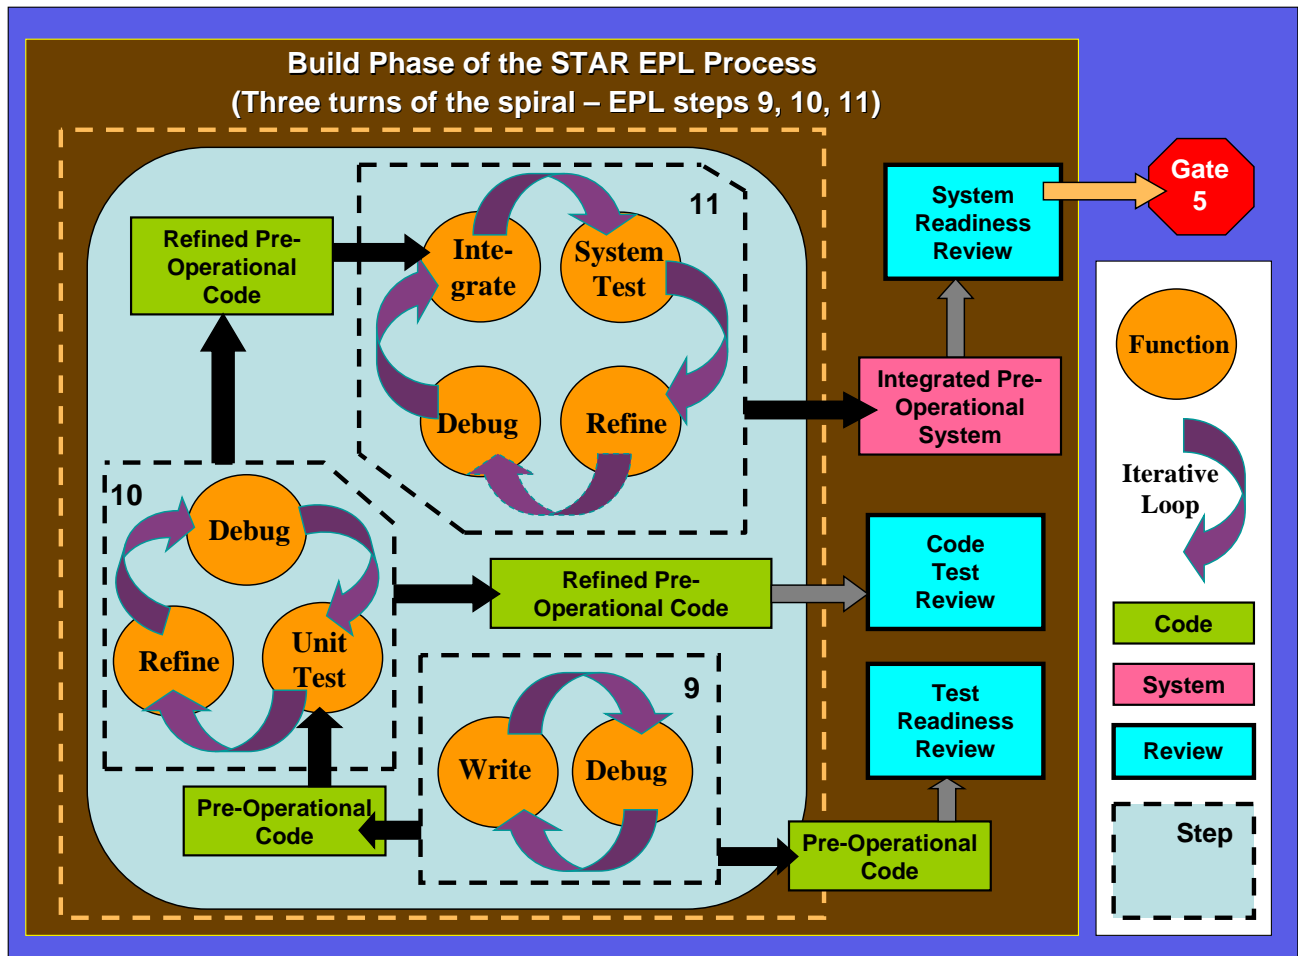 Build Phase of the STAR EPL Process
(Three turns of the spiral – EPL steps 9, 10, 11)
Refined Pre-
Operational
Code
11
Inte-
grate
System
Test
Debug
Refine
System
Readiness
Review
Gate
5
Integrated Pre-
Operational
System
10
Debug
Refine
Unit
Test
Refined Pre-
Operational Code
Code
Test
Review
9
Write
Debug
Test
Readiness
Review
Pre-Operational
Code
Pre-Operational
Code
Function
Iterative
Loop
Code
System
Review
Step